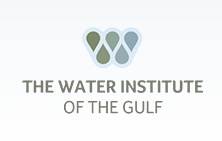 THE WATER INSTITUTE
OF THE GULF